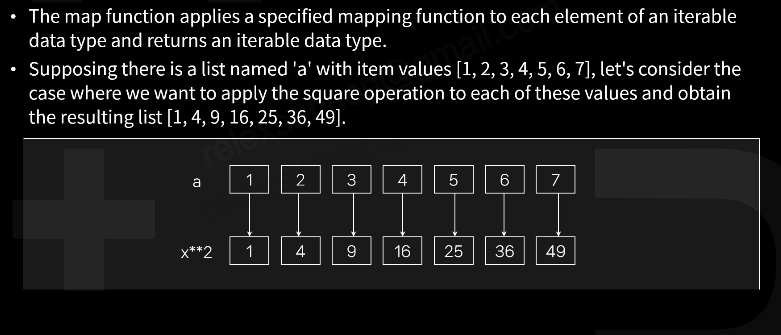 • The map function applies a specified mapping function to each element of an iterable
data type and returns an iterable data type.
• Supposing there is a list named 'a' with item values [1, 2, 3, 4, 5, 6, 7], let's consider the
case where we want to apply the square operation to each of these values and obtain
the resulting list [1, 4, 9, 16, 25, 36, 49].
a 1 2 3 4 5 6 7
x**2 1 4 9 16 25 36 49